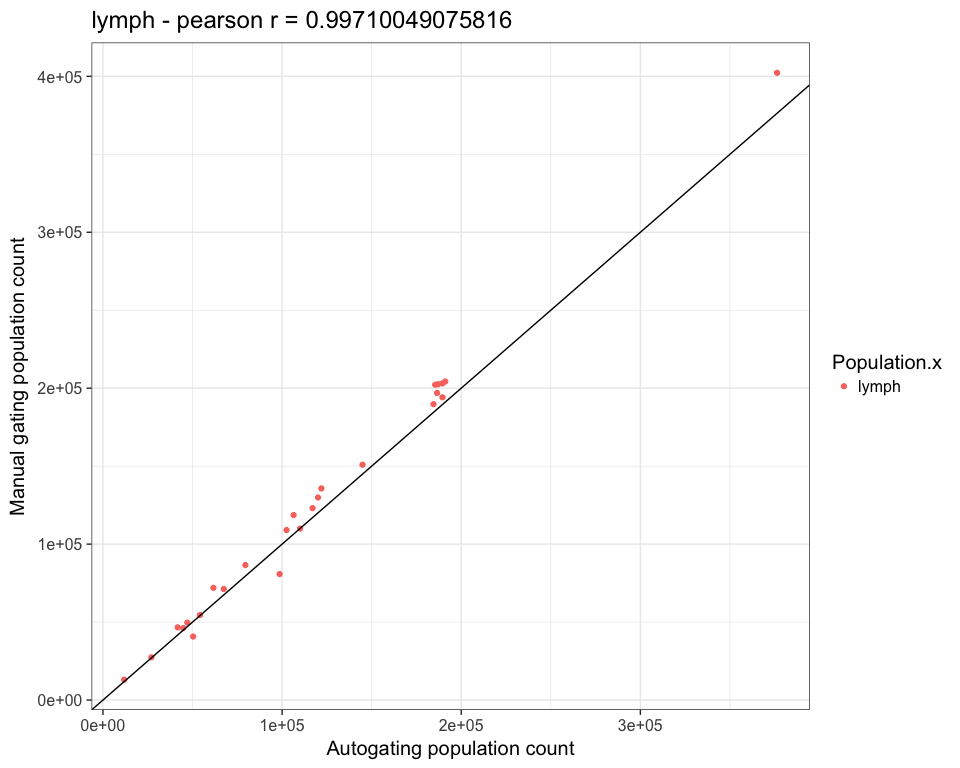 lymph - pearson r = 0.99710049075816
4e+05
3e+05
2e+05
1e+05
0e+00
Manual gating population count
0e+00 1e+05 2e+05 3e+05
Autogating population count
Population.x
lymph